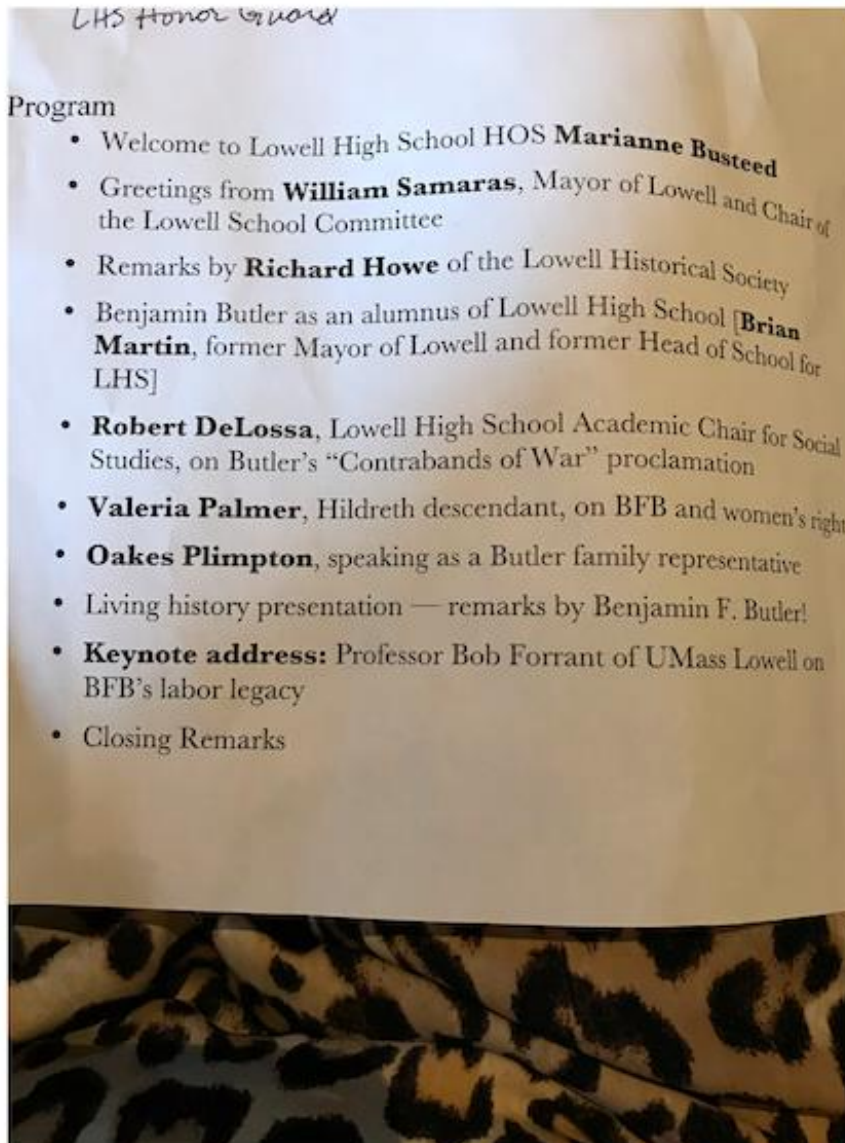 LHS Honor Guard
Program
• Welcome to Lowell High School HOS Marianne Busteed
• Greetings from William Samaras, Mayor of Lowell and Chair of
the Lowell School Committee
• Remarks by Richard Howe of the Lowell Historical Society
• Benjamin Butler as an alumnus of Lowell High School [Brian
Martin, former Mayor of Lowell and former Head of School for
LHS]
• Robert DeLossa, Lowell High School Academic Chair for Social
Studies, on Butler's “Contrabands of War” proclamation
• Valeria Palmer, Hildreth descendant, on BFB and women's right
• Oakes Plimpton, speaking as a Butler family representative
• Living history presentation — remarks by Benjamin F. Butler!
• Keynote address: Professor Bob Forrant of UMass Lowell on
BFB's labor legacy
• Closing Remarks